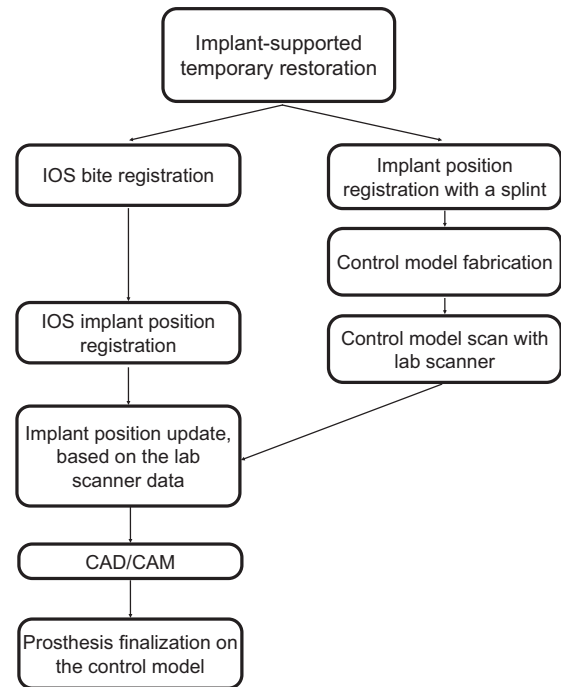 Implant-supported
temporary restoration
IOS bite registration
Implant position
registration with a splint
Control model fabrication
IOS implant position
registration
Control model scan with
lab scanner
Implant position update,
based on the lab
scanner data
CAD/CAM
Prosthesis finalization on
the control model